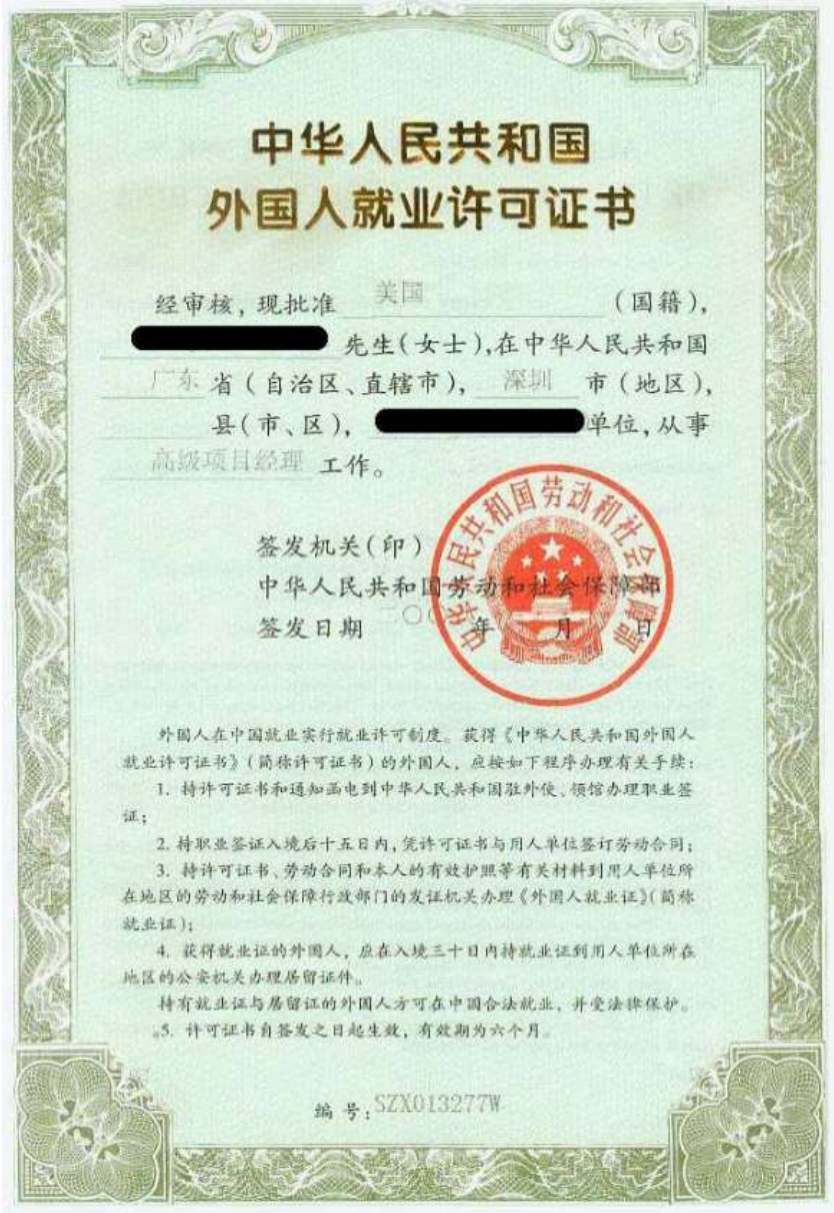 中华人民共和国
外国人就业许可证书
经审核，现批准 美国 （国籍），
先生（女士），在中华人民共和国
广东 省（自治区、直辖市）， 深圳 市（地区），
县（市、区）， 单位，从事
高级项目经理 工作。
签发机关（印）
中华人民共和国劳动和社会保障部
签发日期 二〇〇 年 月 日
中华人民共和国劳动和社会保障部
外国人在中国就业实行就业许可制度。获得《中华人民共和国外国人
就业许可证书》（简称许可证书）的外国人，应按如下程序办理有关手续：
1. 持许可证书和通知函电到中华人民共和国驻外使、领馆办理职业签
证；
2. 持职业签证入境后十五日内，凭许可证书与用人单位签订劳动合同；
3. 持许可证书、劳动合同和本人的有效护照等有关材料到用人单位所
在地区的劳动和社会保障行政部门的发证机关办理《外国人就业证》（简称
就业证）；
4. 获得就业证的外国人，应在入境三十日内持就业证到用人单位所在
地区的公安机关办理居留证件。
持有就业证与居留证的外国人方可在中国合法就业，并受法律保护。
5. 许可证书自签发之日起生效，有效期为六个月。
编 号：SZX013277W